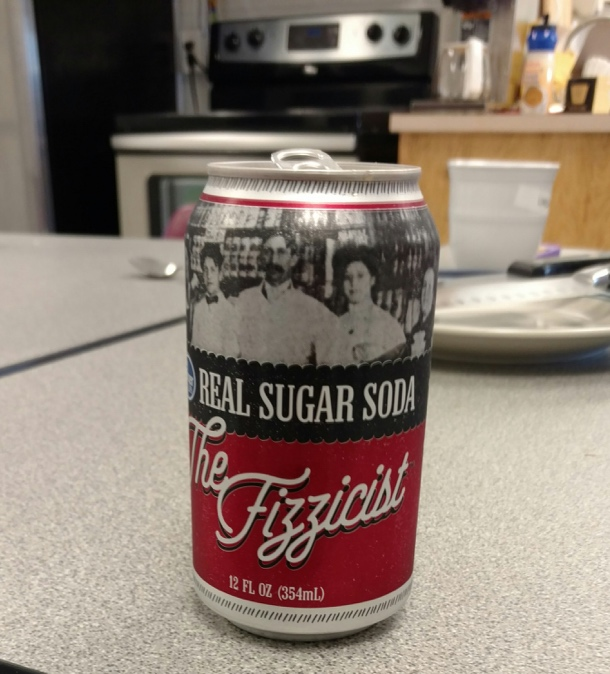 REAL SUGAR SODA
The
Fizzicist
12 FL OZ (354mL)